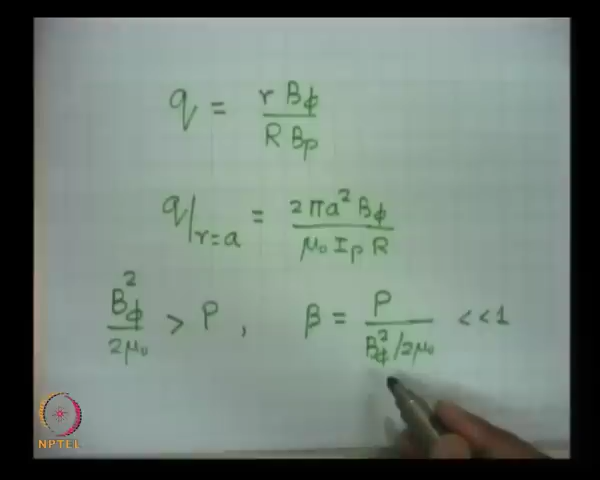 q = r Bϕ / R Bp
q|r=a = 2πa² Bϕ / μ₀ Ip R
Bϕ² / 2μ₀ > P , β = P / Bϕ²/2μ₀ <<1
NPTEL